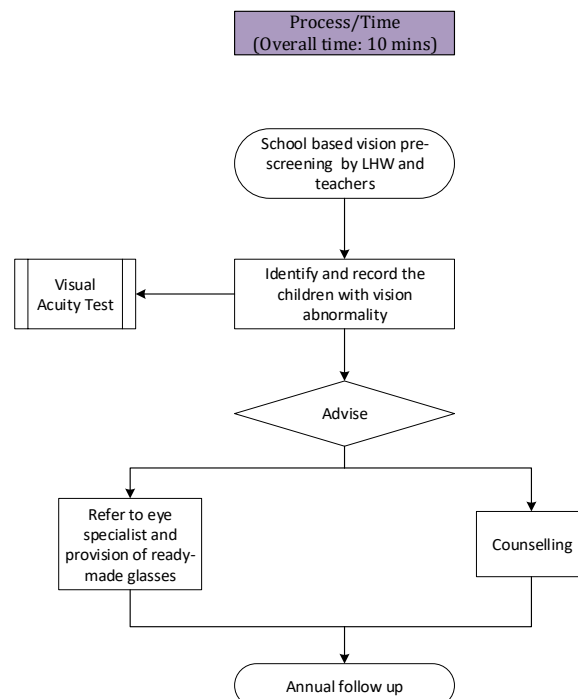 Process/Time
(Overall time: 10 mins)
School based vision pre-
screening by LHW and
teachers
Visual
Acuity Test
Identify and record the
children with vision
abnormality
Advise
Refer to eye
specialist and
provision of ready-
made glasses
Counselling
Annual follow up